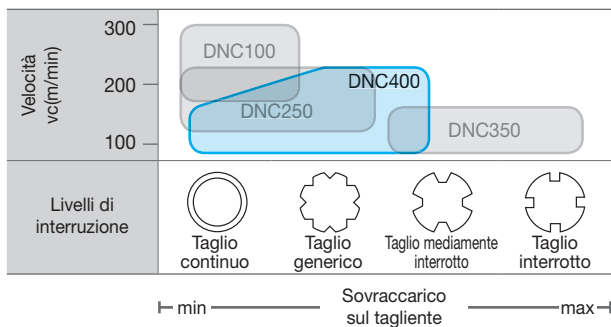 Velocità
vc(m/min)
300
200
100
DNC100
DNC400
DNC250
DNC350
Livelli di
interruzione
Taglio
continuo
Taglio
generico
Taglio mediamente
interrotto
Taglio
interrotto
min
Sovraccarico
sul tagliente
max